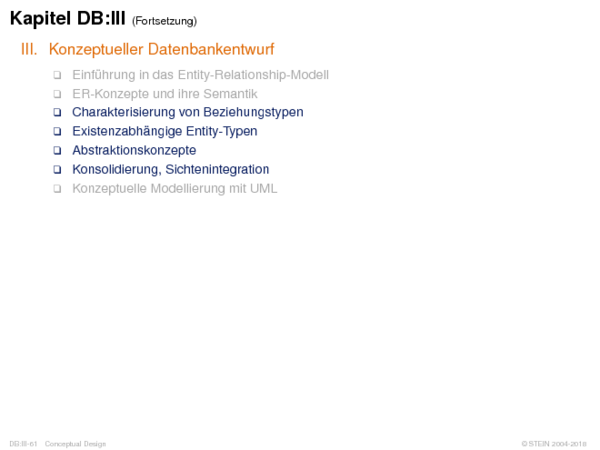 Kapitel DB:III (Fortsetzung)
III. Konzeptueller Datenbankentwurf
❑ Einführung in das Entity-Relationship-Modell
❑ ER-Konzepte und ihre Semantik
❑ Charakterisierung von Beziehungstypen
❑ Existenzabhängige Entity-Typen
❑ Abstraktionskonzepte
❑ Konsolidierung, Sichtenintegration
❑ Konzeptuelle Modellierung mit UML
DB:III-61 Conceptual Design © STEIN 2004-2016